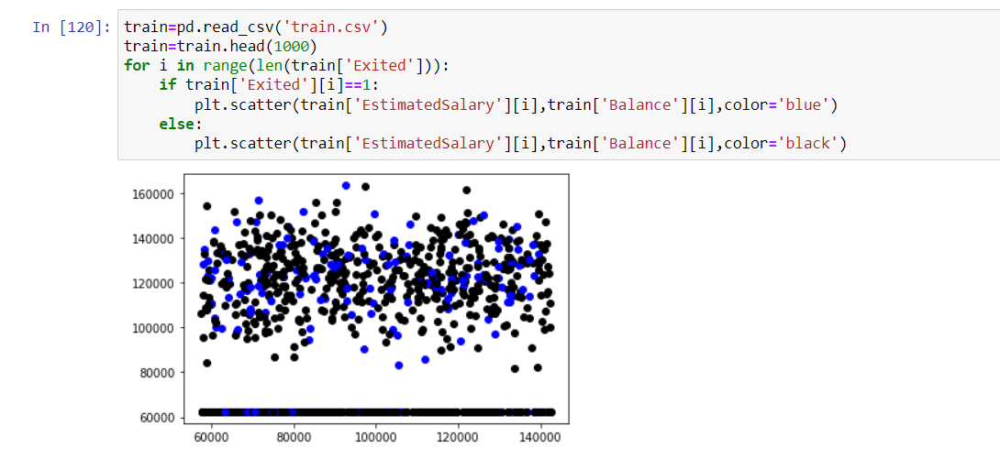 In [120]: train=pd.read_csv('train.csv')
train=train.head(1000)
for i in range(len(train['Exited'])):
    if train['Exited'][i]==1:
        plt.scatter(train['EstimatedSalary'][i],train['Balance'][i],color='blue')
    else:
        plt.scatter(train['EstimatedSalary'][i],train['Balance'][i],color='black')
160000
140000
120000
100000
80000
60000
60000 80000 100000 120000 140000